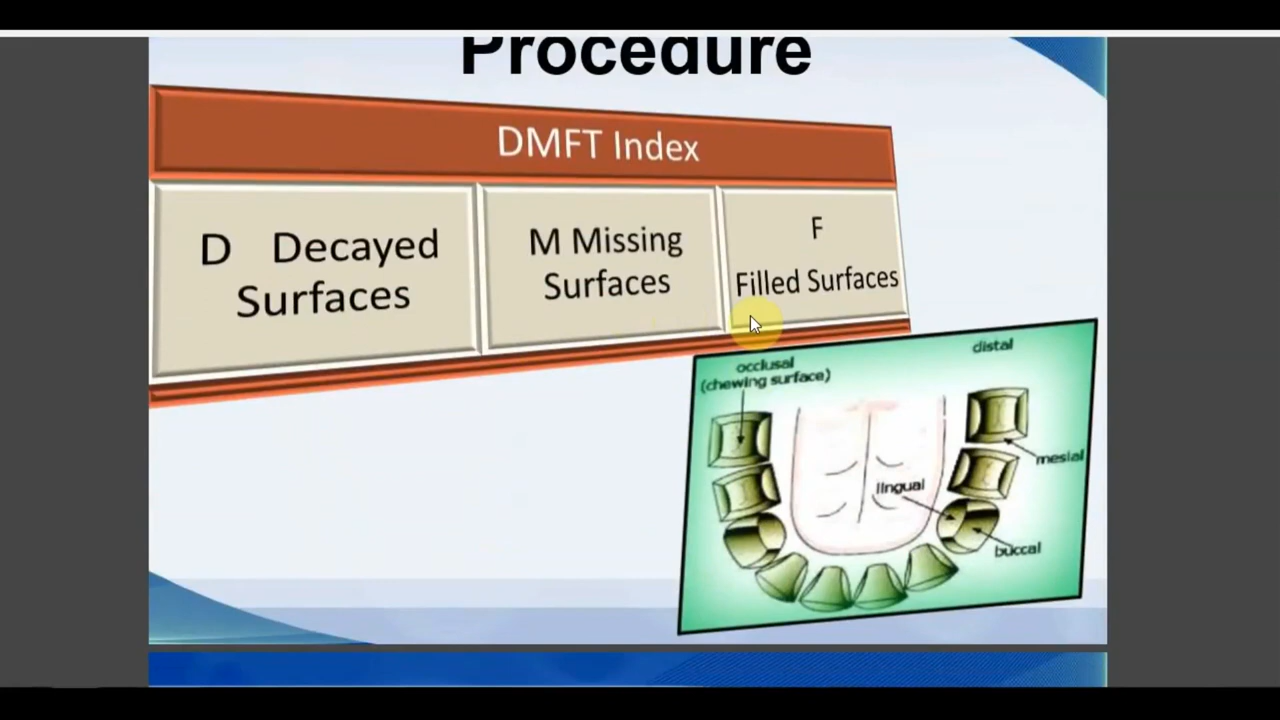 Procedure
DMFT Index
D Decayed
Surfaces
M Missing
Surfaces
F
Filled Surfaces
occlusal
(chewing surface)
distal
mesial
lingual
buccal